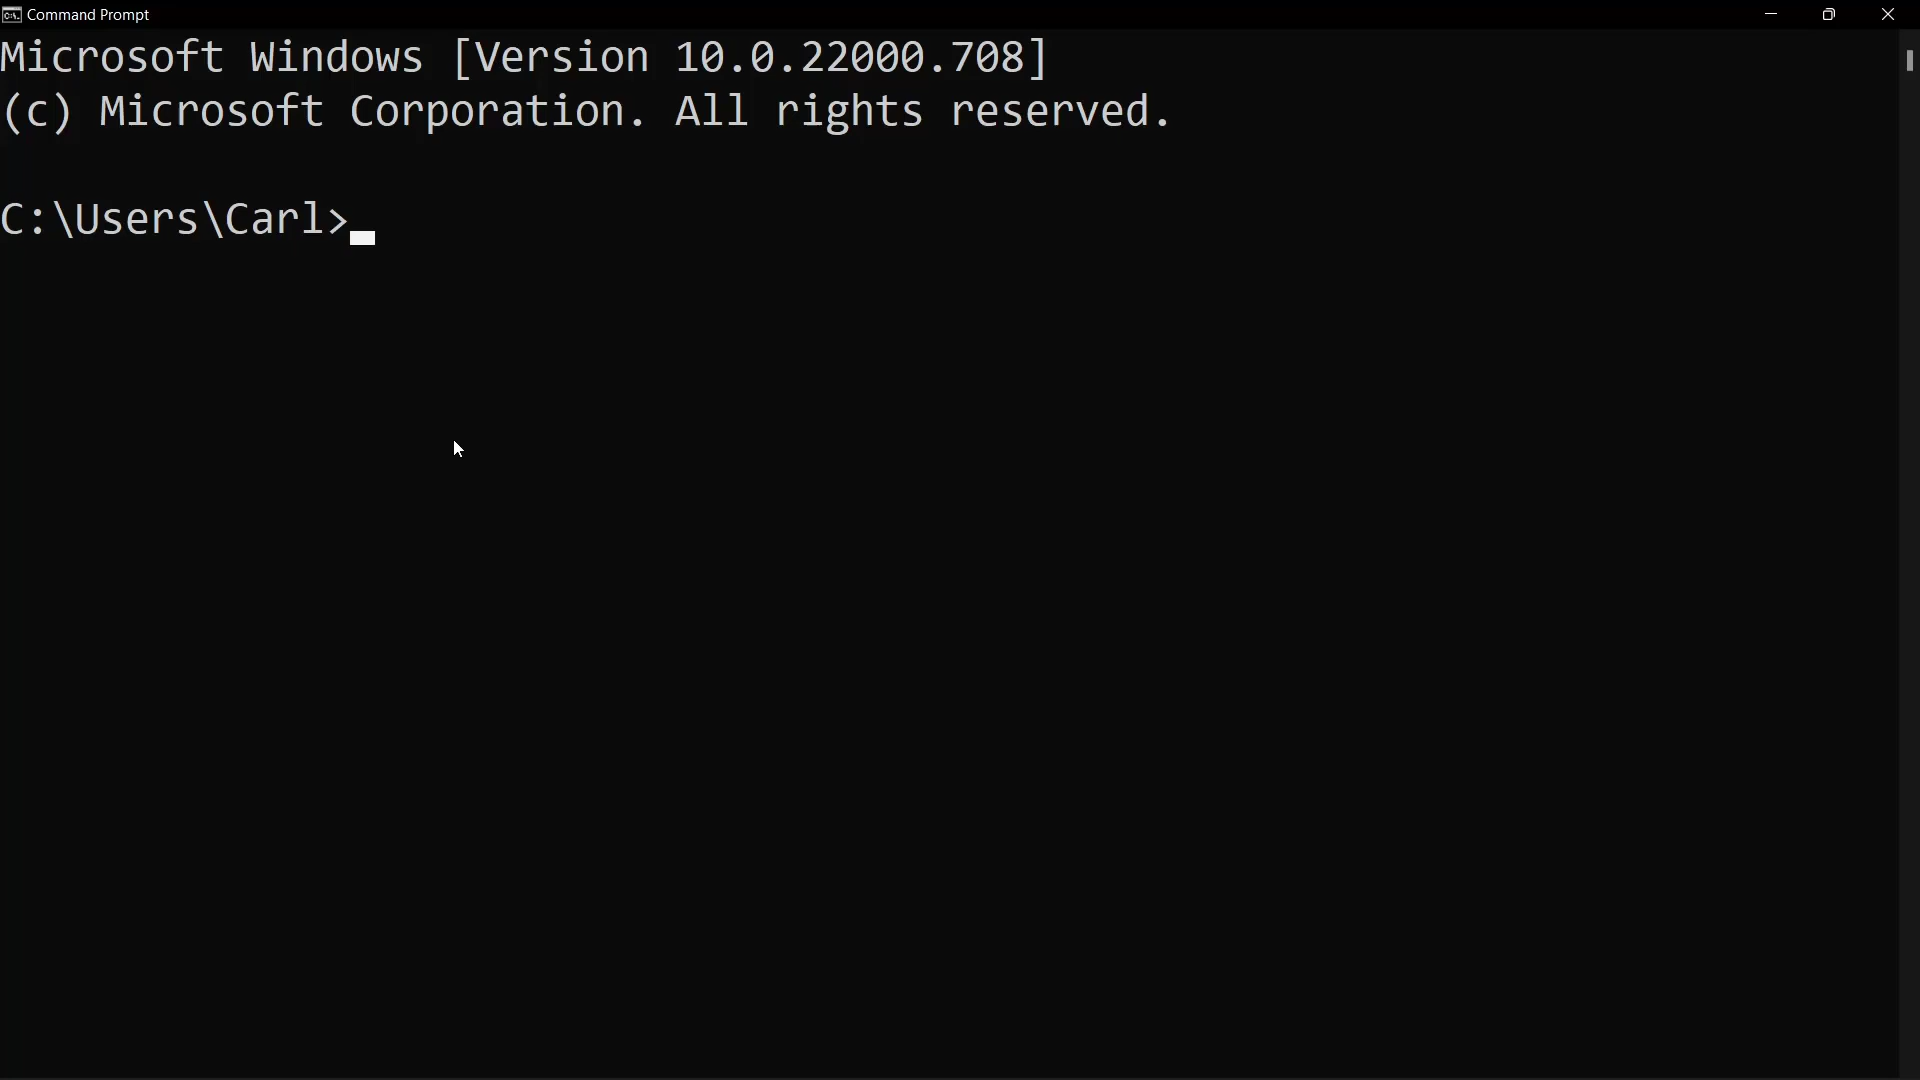 Command Prompt
Microsoft Windows [Version 10.0.22000.708]
(c) Microsoft Corporation. All rights reserved.
C:\Users\Carl>